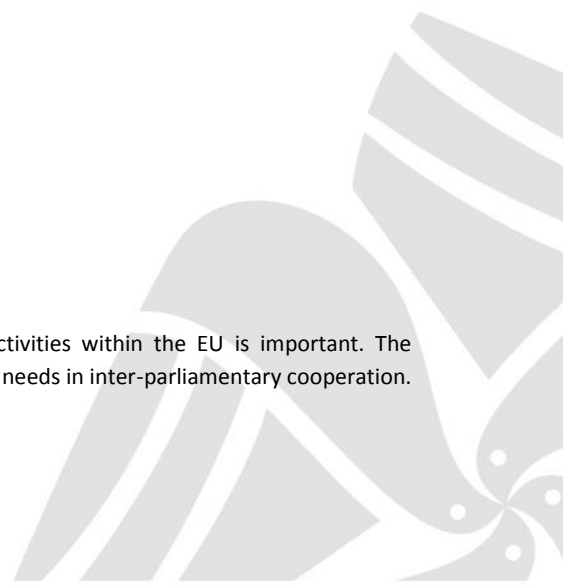 ctivities within the EU is important. The
needs in inter-parliamentary cooperation.